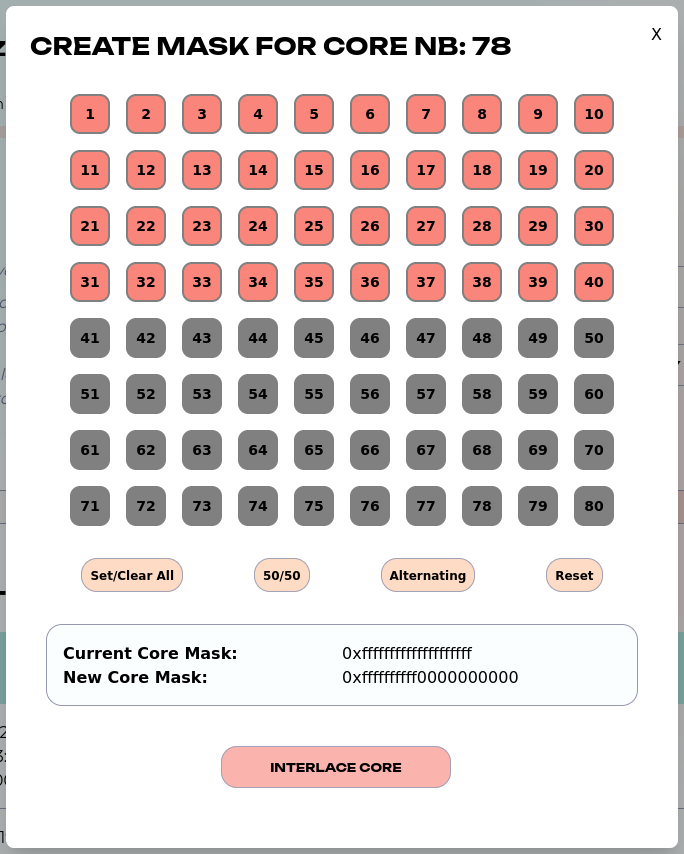 X
CREATE MASK FOR CORE NB: 78
1 2 3 4 5 6 7 8 9 10
11 12 13 14 15 16 17 18 19 20
21 22 23 24 25 26 27 28 29 30
31 32 33 34 35 36 37 38 39 40
41 42 43 44 45 46 47 48 49 50
51 52 53 54 55 56 57 58 59 60
61 62 63 64 65 66 67 68 69 70
71 72 73 74 75 76 77 78 79 80
Set/Clear All 50/50 Alternating Reset
Current Core Mask: 0xffffffffffffffffffff
New Core Mask: 0xffffffffff0000000000
INTERLACE CORE